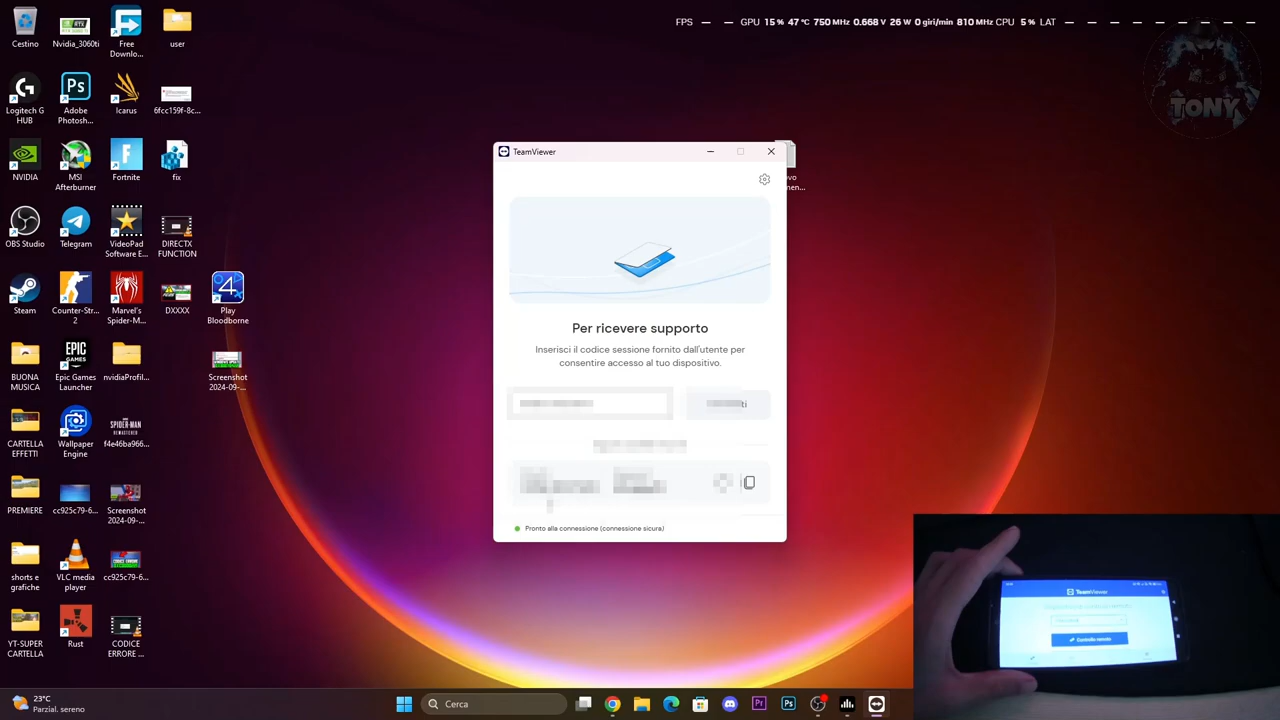 FPS — — GPU 15 % 47 °C 750 MHz 0.668 V 26 W 0 giri/min 810 MHz CPU 5 % LAT — — — — — — — —
TONY
Cestino
Nvidia_3060ti
Free
Downlo...
user
Logitech G
HUB
Adobe
Photosh...
Icarus
6fcc159f-8c...
NVIDIA
MSI
Afterburner
Fortnite
fix
OBS Studio
Telegram
VideoPad
Software E...
DIRECTX
FUNCTION
Steam
Counter-Str...
2
Marvel's
Spider-M...
DXXXX
Play
Bloodborne
BUONA
MUSICA
Epic Games
Launcher
nvidiaProfil...
Screenshot
2024-09-...
CARTELLA
EFFETTI
Wallpaper
Engine
f4e46ba966...
PREMIERE
cc925c79-6...
Screenshot
2024-09-...
shorts e
grafiche
VLC media
player
cc925c79-6...
YT-SUPER
CARTELLA
Rust
CODICE
ERRORE ...
TeamViewer
Per ricevere supporto
Inserisci il codice sessione fornito dall'utente per
consentire accesso al tuo dispositivo.
Pronto alla connessione (connessione sicura)
TeamViewer
Controllo remoto
23°C
Parzial. sereno
Cerca